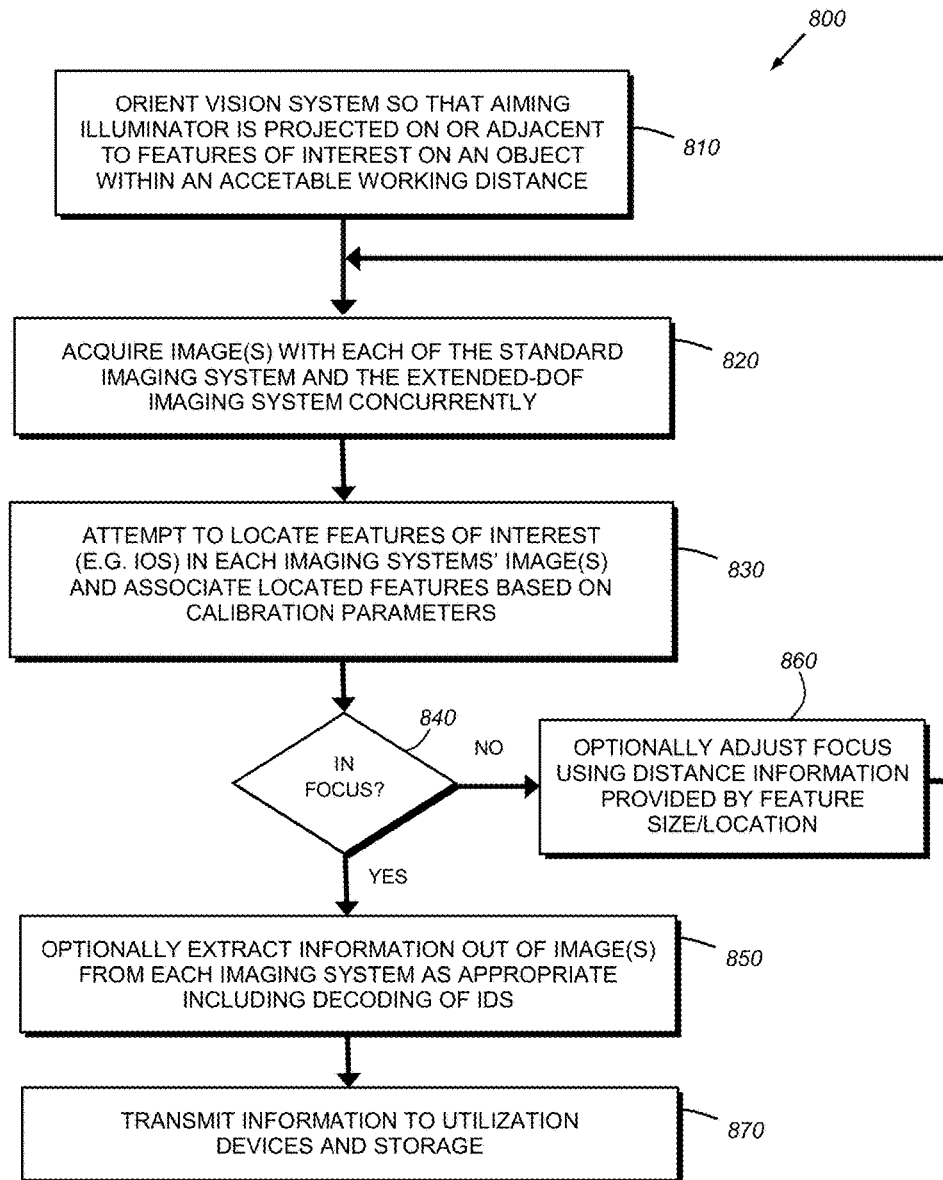 800
ORIENT VISION SYSTEM SO THAT AIMING
ILLUMINATOR IS PROJECTED ON OR ADJACENT
TO FEATURES OF INTEREST ON AN OBJECT
WITHIN AN ACCETABLE WORKING DISTANCE
810
ACQUIRE IMAGE(S) WITH EACH OF THE STANDARD
IMAGING SYSTEM AND THE EXTENDED-DOF
IMAGING SYSTEM CONCURRENTLY
820
ATTEMPT TO LOCATE FEATURES OF INTEREST
(E.G. IOS) IN EACH IMAGING SYSTEMS' IMAGE(S)
AND ASSOCIATE LOCATED FEATURES BASED ON
CALIBRATION PARAMETERS
830
IN
FOCUS?
840
NO
OPTIONALLY ADJUST FOCUS
USING DISTANCE INFORMATION
PROVIDED BY FEATURE
SIZE/LOCATION
860
YES
OPTIONALLY EXTRACT INFORMATION OUT OF IMAGE(S)
FROM EACH IMAGING SYSTEM AS APPROPRIATE
INCLUDING DECODING OF IDS
850
TRANSMIT INFORMATION TO UTILIZATION
DEVICES AND STORAGE
870